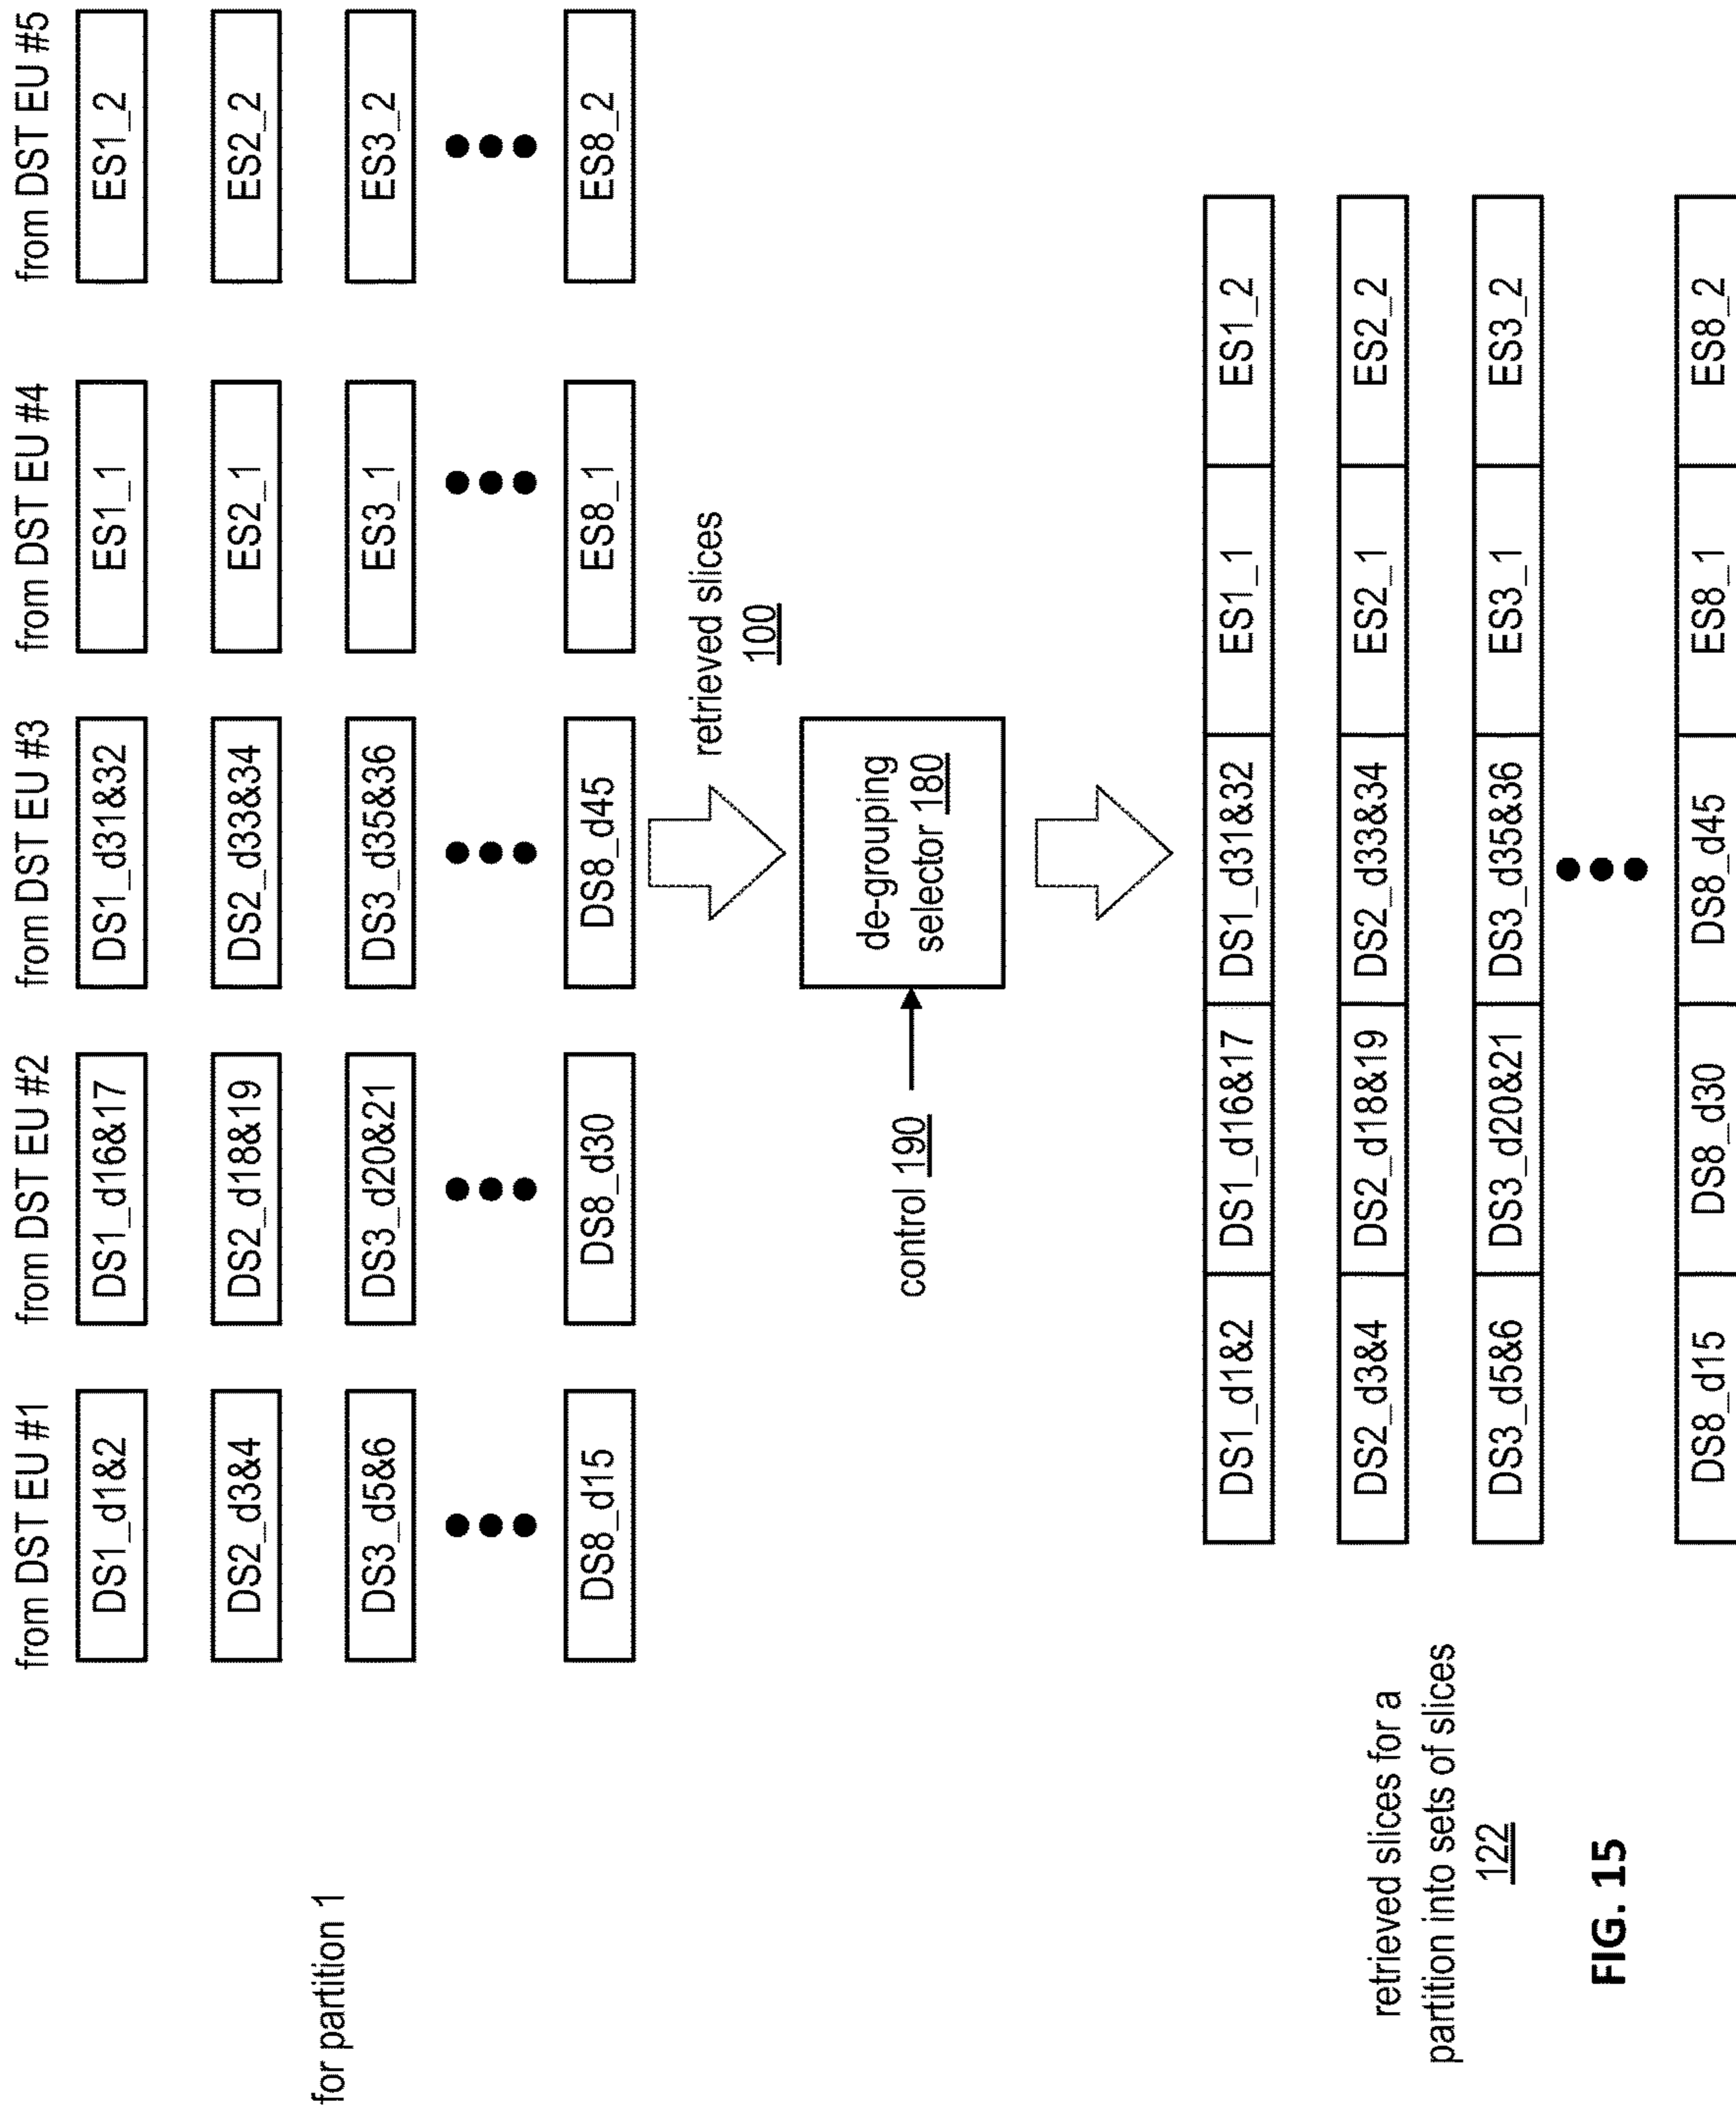 from DST EU #1
from DST EU #2
from DST EU #3
from DST EU #4
from DST EU #5
for partition 1
DS1_d1&2
DS1_d16&17
DS1_d31&32
ES1_1
ES1_2
DS2_d3&4
DS2_d18&19
DS2_d33&34
ES2_1
ES2_2
DS3_d5&6
DS3_d20&21
DS3_d35&36
ES3_1
ES3_2
DS8_d15
DS8_d30
DS8_d45
ES8_1
ES8_2
retrieved slices
100
control 190
de-grouping
selector 180
retrieved slices for a
partition into sets of slices
122
DS1_d1&2
DS1_d16&17
DS1_d31&32
ES1_1
ES1_2
DS2_d3&4
DS2_d18&19
DS2_d33&34
ES2_1
ES2_2
DS3_d5&6
DS3_d20&21
DS3_d35&36
ES3_1
ES3_2
DS8_d15
DS8_d30
DS8_d45
ES8_1
ES8_2
FIG. 15